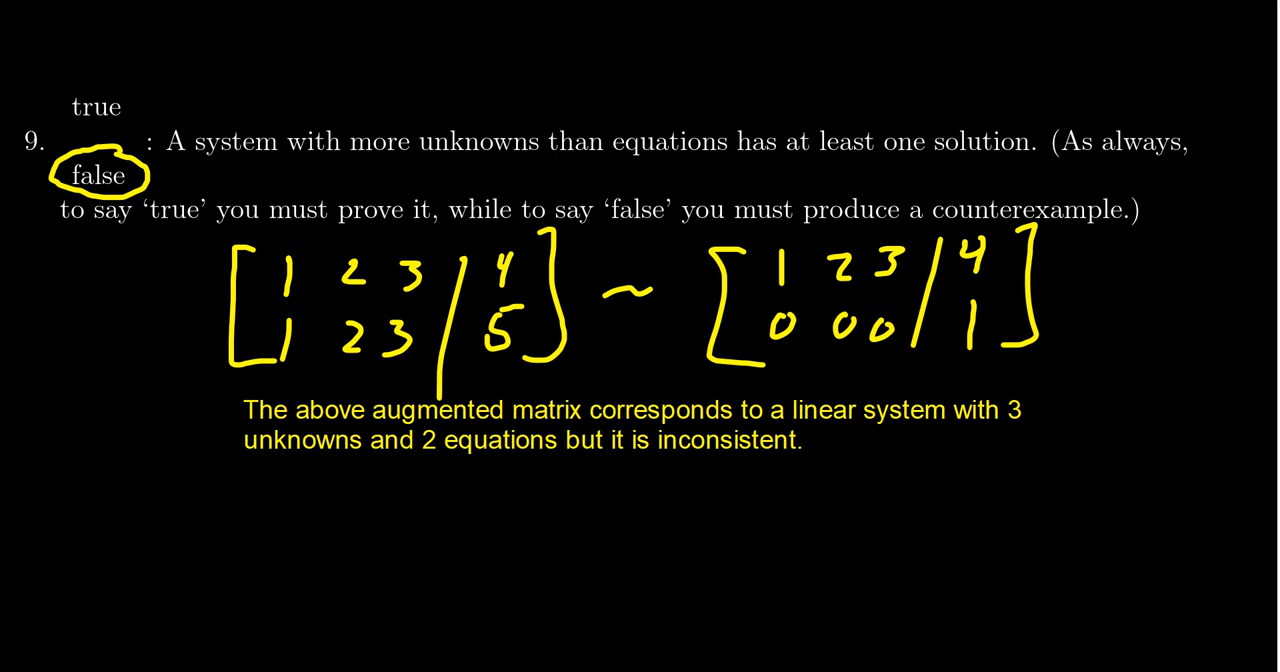 true
9. : A system with more unknowns than equations has at least one solution. (As always,
false
to say ‘true’ you must prove it, while to say ‘false’ you must produce a counterexample.)
[ 1 2 3 | 4 ] ~ [ 1 2 3 | 4 ]
[ 1 2 3 | 5 ] [ 0 0 0 | 1 ]
The above augmented matrix corresponds to a linear system with 3
unknowns and 2 equations but it is inconsistent.